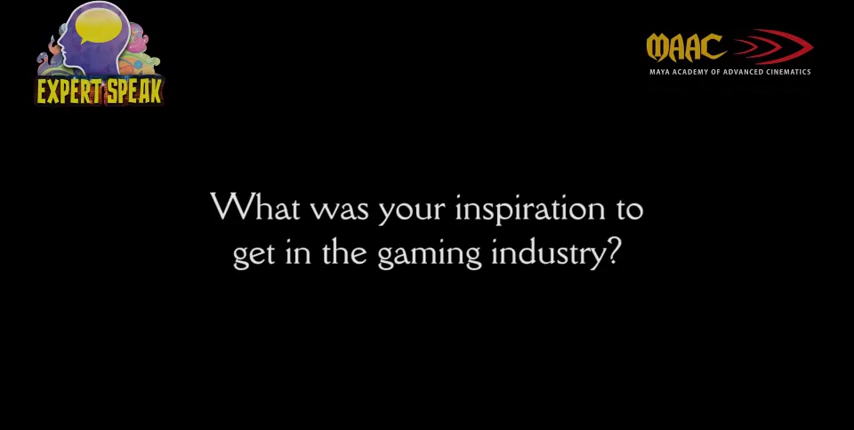 EXPERT SPEAK
MAAC
MAYA ACADEMY OF ADVANCED CINEMATICS
What was your inspiration to
get in the gaming industry?